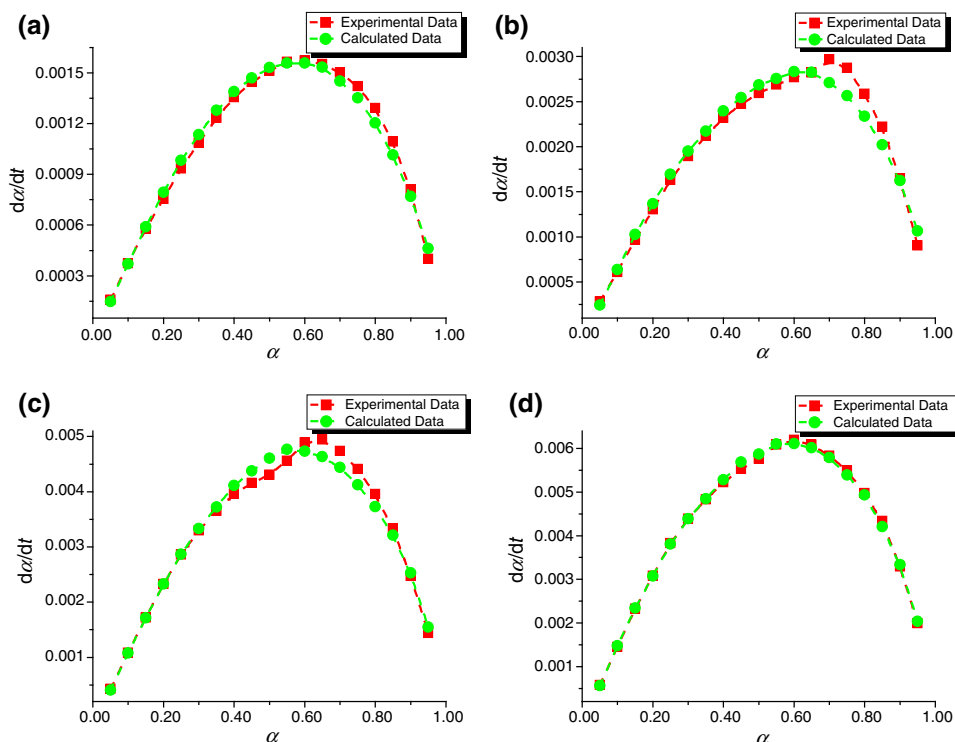 (a)
Experimental Data
Calculated Data
0.0015
0.0012
0.0009
0.0006
0.0003
dα/dt
0.00 0.20 0.40 0.60 0.80 1.00
α
(b)
Experimental Data
Calculated Data
0.0030
0.0025
0.0020
0.0015
0.0010
0.0005
dα/dt
0.00 0.20 0.40 0.60 0.80 1.00
α
(c)
Experimental Data
Calculated Data
0.005
0.004
0.003
0.002
0.001
dα/dt
0.00 0.20 0.40 0.60 0.80 1.00
α
(d)
Experimental Data
Calculated Data
0.006
0.005
0.004
0.003
0.002
0.001
dα/dt
0.00 0.20 0.40 0.60 0.80 1.00
α